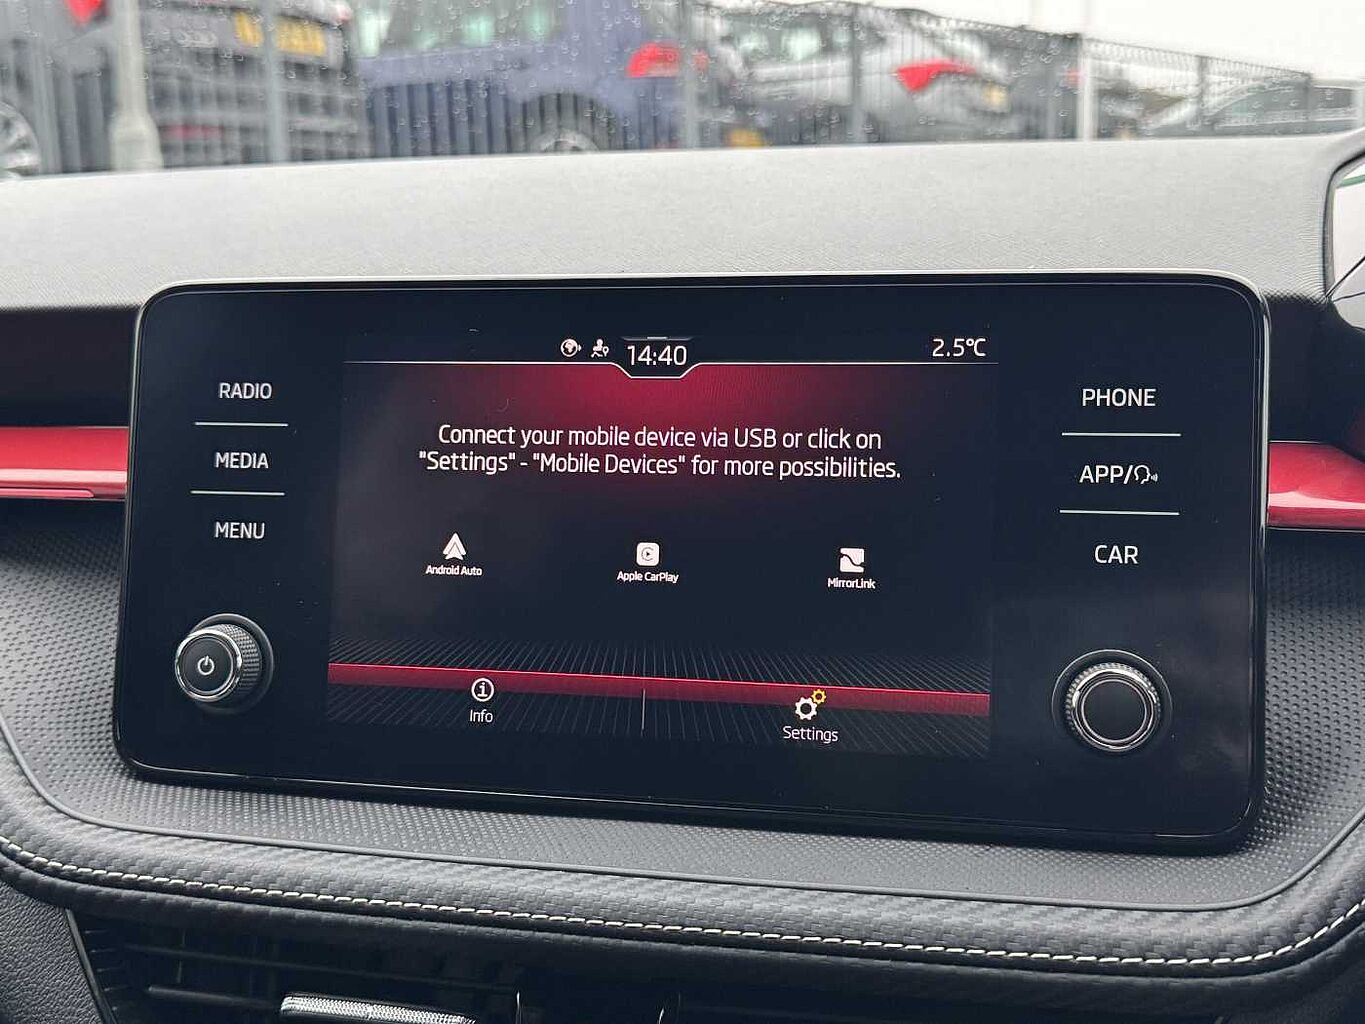 14:40
2.5°C
RADIO
MEDIA
MENU
Connect your mobile device via USB or click on
"Settings" - "Mobile Devices" for more possibilities.
Android Auto
Apple CarPlay
MirrorLink
Info
Settings
PHONE
APP/
CAR